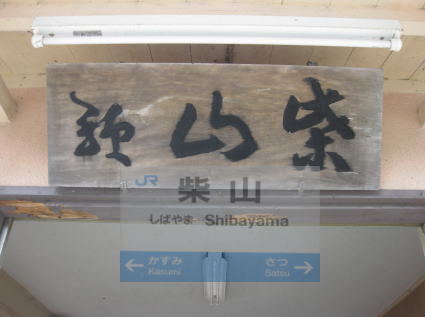 柴山驛
JR 柴山
しばやま Shibayama
← かすみ さつ →
Kasumi Satsu